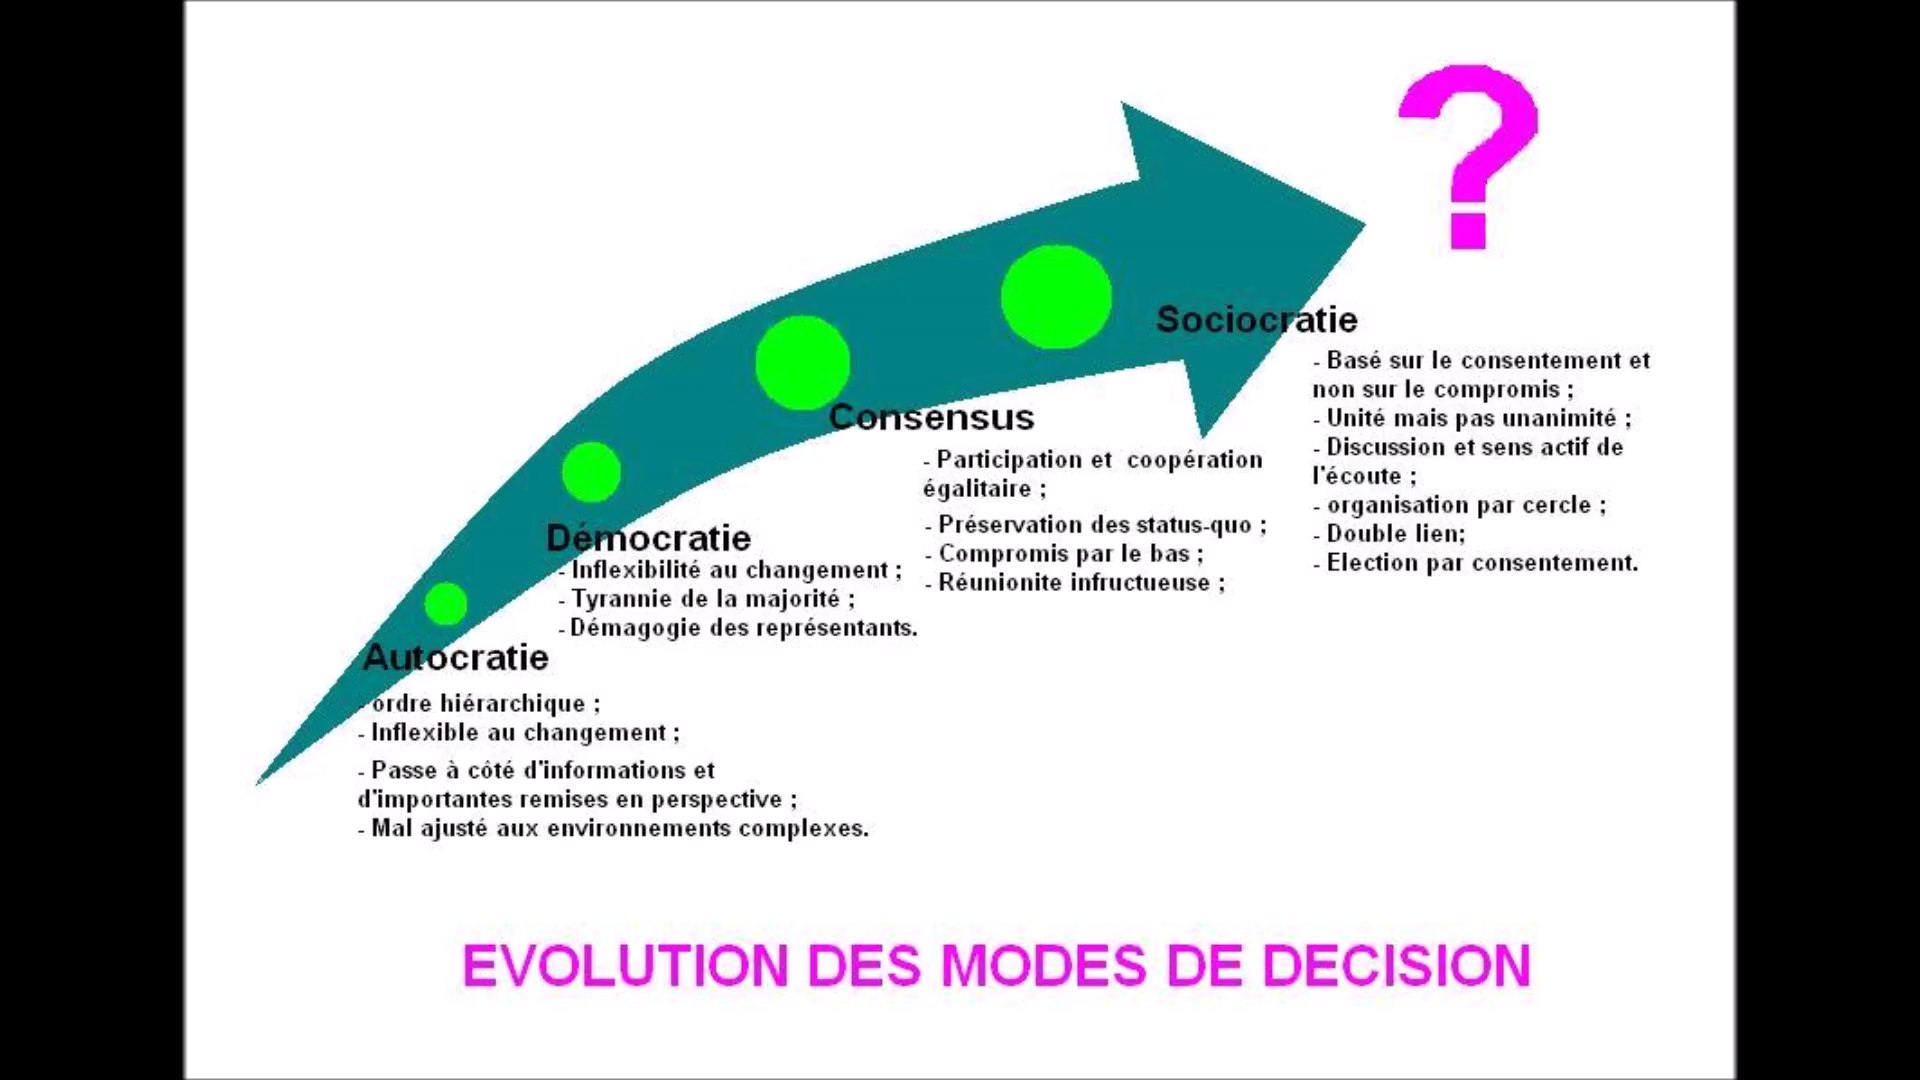 ?
Sociocratie
- Basé sur le consentement et
non sur le compromis ;
- Unité mais pas unanimité ;
- Discussion et sens actif de
l'écoute ;
- organisation par cercle ;
- Double lien;
- Election par consentement.
Consensus
- Participation et  coopération
égalitaire ;
- Préservation des status-quo ;
- Compromis par le bas ;
- Réunionite infructueuse ;
Démocratie
- Inflexibilité au changement ;
- Tyrannie de la majorité ;
- Démagogie des représentants.
Autocratie
- ordre hiérarchique ;
- Inflexible au changement ;
- Passe à côté d'informations et
d'importantes remises en perspective ;
- Mal ajusté aux environnements complexes.
EVOLUTION DES MODES DE DECISION